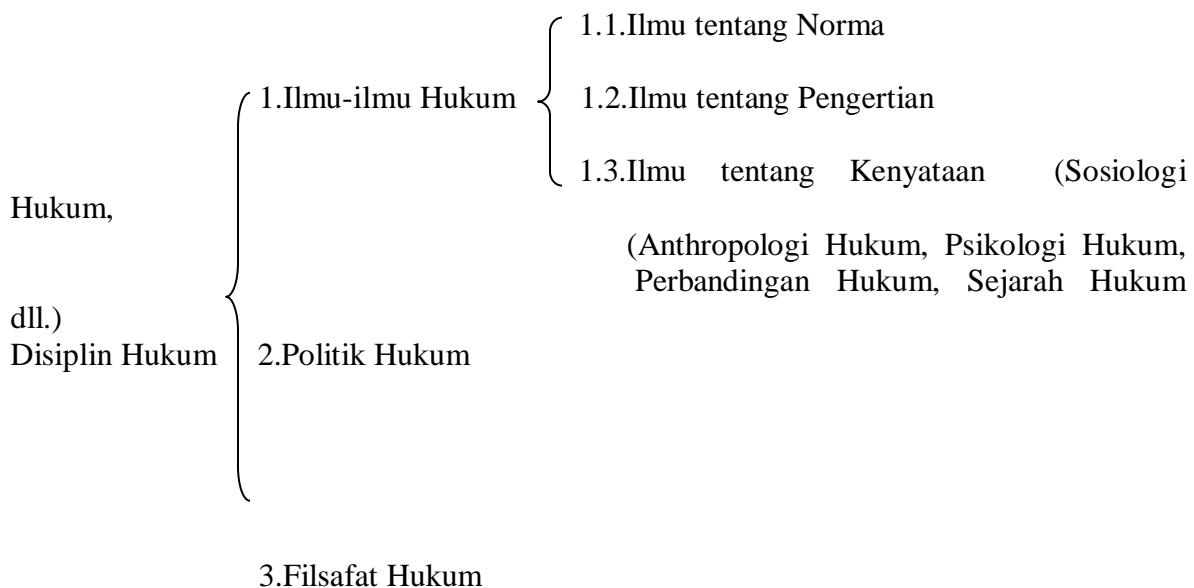 1.1.Ilmu tentang Norma
1.Ilmu-ilmu Hukum
1.2.Ilmu tentang Pengertian
1.3.Ilmu tentang Kenyataan (Sosiologi
Hukum,
(Anthropologi Hukum, Psikologi Hukum,
Perbandingan Hukum, Sejarah Hukum
dll.)
Disiplin Hukum
2.Politik Hukum
3.Filsafat Hukum